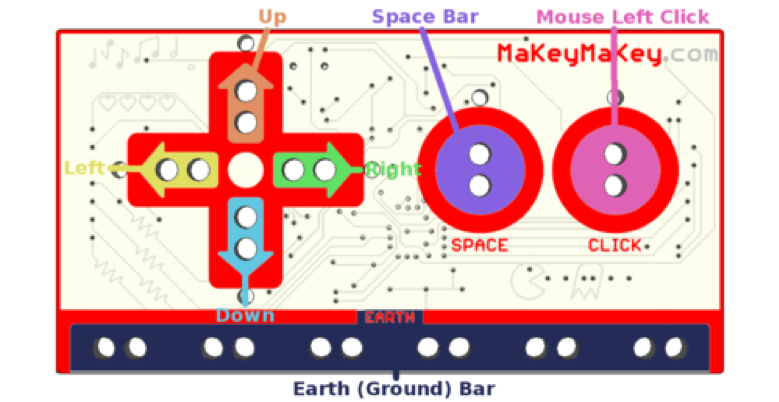 Up
Space Bar
Mouse Left Click
MaKeyMaKey.com
Left
Right
SPACE
CLICK
Down
EARTH
Earth (Ground) Bar